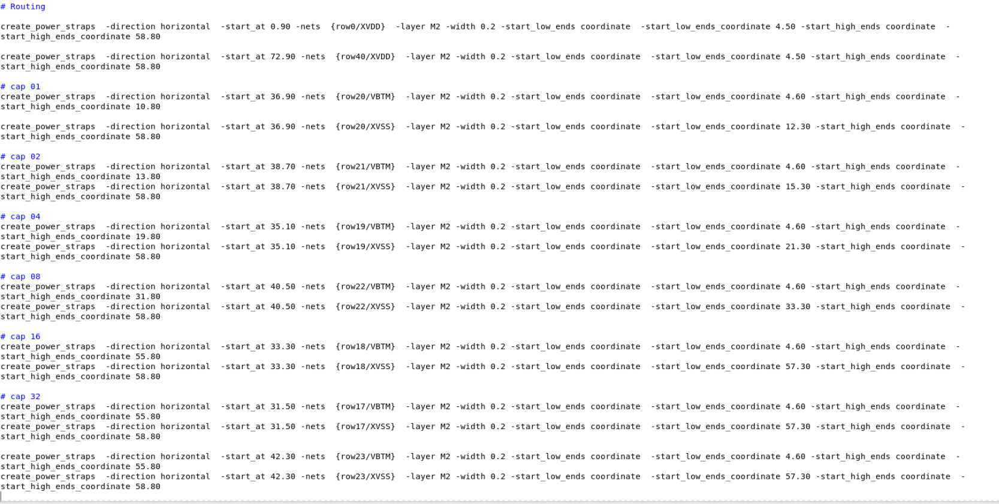 # Routing
create_power_straps  -direction horizontal  -start_at 0.90 -nets  {row0/XVDD}  -layer M2 -width 0.2 -start_low_ends coordinate  -start_low_ends_coordinate 4.50 -start_high_ends coordinate  -
start_high_ends_coordinate 58.80
create_power_straps  -direction horizontal  -start_at 72.90 -nets  {row40/XVDD}  -layer M2 -width 0.2 -start_low_ends coordinate  -start_low_ends_coordinate 4.50 -start_high_ends coordinate  -
start_high_ends_coordinate 58.80
# cap 01
create_power_straps  -direction horizontal  -start_at 36.90 -nets  {row20/VBTM}  -layer M2 -width 0.2 -start_low_ends coordinate  -start_low_ends_coordinate 4.60 -start_high_ends coordinate  -
start_high_ends_coordinate 10.80
create_power_straps  -direction horizontal  -start_at 36.90 -nets  {row20/XVSS}  -layer M2 -width 0.2 -start_low_ends coordinate  -start_low_ends_coordinate 12.30 -start_high_ends coordinate  -
start_high_ends_coordinate 58.80
# cap 02
create_power_straps  -direction horizontal  -start_at 38.70 -nets  {row21/VBTM}  -layer M2 -width 0.2 -start_low_ends coordinate  -start_low_ends_coordinate 4.60 -start_high_ends coordinate  -
start_high_ends_coordinate 13.80
create_power_straps  -direction horizontal  -start_at 38.70 -nets  {row21/XVSS}  -layer M2 -width 0.2 -start_low_ends coordinate  -start_low_ends_coordinate 15.30 -start_high_ends coordinate  -
start_high_ends_coordinate 58.80
# cap 04
create_power_straps  -direction horizontal  -start_at 35.10 -nets  {row19/VBTM}  -layer M2 -width 0.2 -start_low_ends coordinate  -start_low_ends_coordinate 4.60 -start_high_ends coordinate  -
start_high_ends_coordinate 19.80
create_power_straps  -direction horizontal  -start_at 35.10 -nets  {row19/XVSS}  -layer M2 -width 0.2 -start_low_ends coordinate  -start_low_ends_coordinate 21.30 -start_high_ends coordinate  -
start_high_ends_coordinate 58.80
# cap 08
create_power_straps  -direction horizontal  -start_at 40.50 -nets  {row22/VBTM}  -layer M2 -width 0.2 -start_low_ends coordinate  -start_low_ends_coordinate 4.60 -start_high_ends coordinate  -
start_high_ends_coordinate 31.80
create_power_straps  -direction horizontal  -start_at 40.50 -nets  {row22/XVSS}  -layer M2 -width 0.2 -start_low_ends coordinate  -start_low_ends_coordinate 33.30 -start_high_ends coordinate  -
start_high_ends_coordinate 58.80
# cap 16
create_power_straps  -direction horizontal  -start_at 33.30 -nets  {row18/VBTM}  -layer M2 -width 0.2 -start_low_ends coordinate  -start_low_ends_coordinate 4.60 -start_high_ends coordinate  -
start_high_ends_coordinate 55.80
create_power_straps  -direction horizontal  -start_at 33.30 -nets  {row18/XVSS}  -layer M2 -width 0.2 -start_low_ends coordinate  -start_low_ends_coordinate 57.30 -start_high_ends coordinate  -
start_high_ends_coordinate 58.80
# cap 32
create_power_straps  -direction horizontal  -start_at 31.50 -nets  {row17/VBTM}  -layer M2 -width 0.2 -start_low_ends coordinate  -start_low_ends_coordinate 4.60 -start_high_ends coordinate  -
start_high_ends_coordinate 55.80
create_power_straps  -direction horizontal  -start_at 31.50 -nets  {row17/XVSS}  -layer M2 -width 0.2 -start_low_ends coordinate  -start_low_ends_coordinate 57.30 -start_high_ends coordinate  -
start_high_ends_coordinate 58.80
create_power_straps  -direction horizontal  -start_at 42.30 -nets  {row23/VBTM}  -layer M2 -width 0.2 -start_low_ends coordinate  -start_low_ends_coordinate 4.60 -start_high_ends coordinate  -
start_high_ends_coordinate 55.80
create_power_straps  -direction horizontal  -start_at 42.30 -nets  {row23/XVSS}  -layer M2 -width 0.2 -start_low_ends coordinate  -start_low_ends_coordinate 57.30 -start_high_ends coordinate  -
start_high_ends_coordinate 58.80